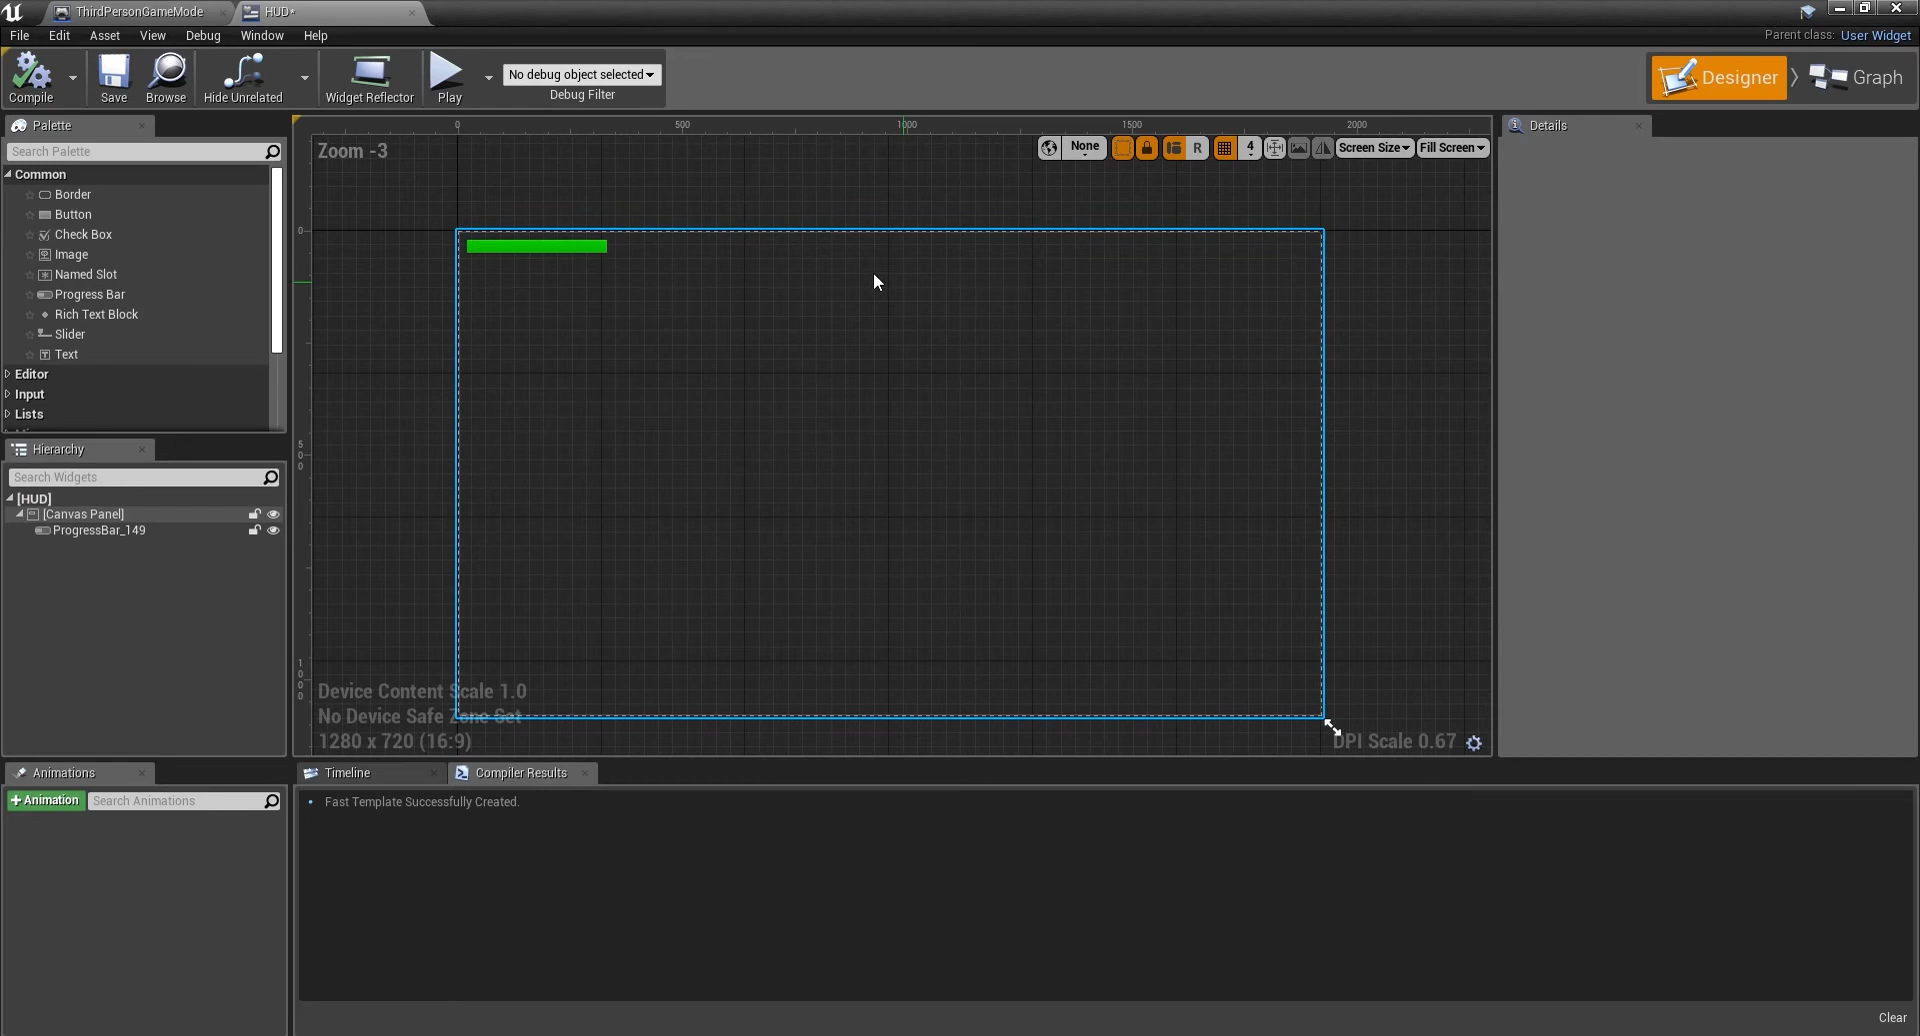 ThirdPersonGameMode
HUD*
File Edit Asset View Debug Window Help
Parent class: User Widget
Compile
Save
Browse
Hide Unrelated
Widget Reflector
Play
No debug object selected
Debug Filter
Designer
Graph
Palette
Search Palette
Common
Border
Button
Check Box
Image
Named Slot
Progress Bar
Rich Text Block
Slider
Text
Editor
Input
Lists
Hierarchy
Search Widgets
[HUD]
[Canvas Panel]
ProgressBar_149
Animations
+Animation
Search Animations
0 500 1000 1500 2000
Zoom -3
None
R
4
Screen Size
Fill Screen
0
500
1000
Device Content Scale 1.0
No Device Safe Zone Set
1280 x 720 (16:9)
DPI Scale 0.67
Details
Timeline
Compiler Results
Fast Template Successfully Created.
Clear